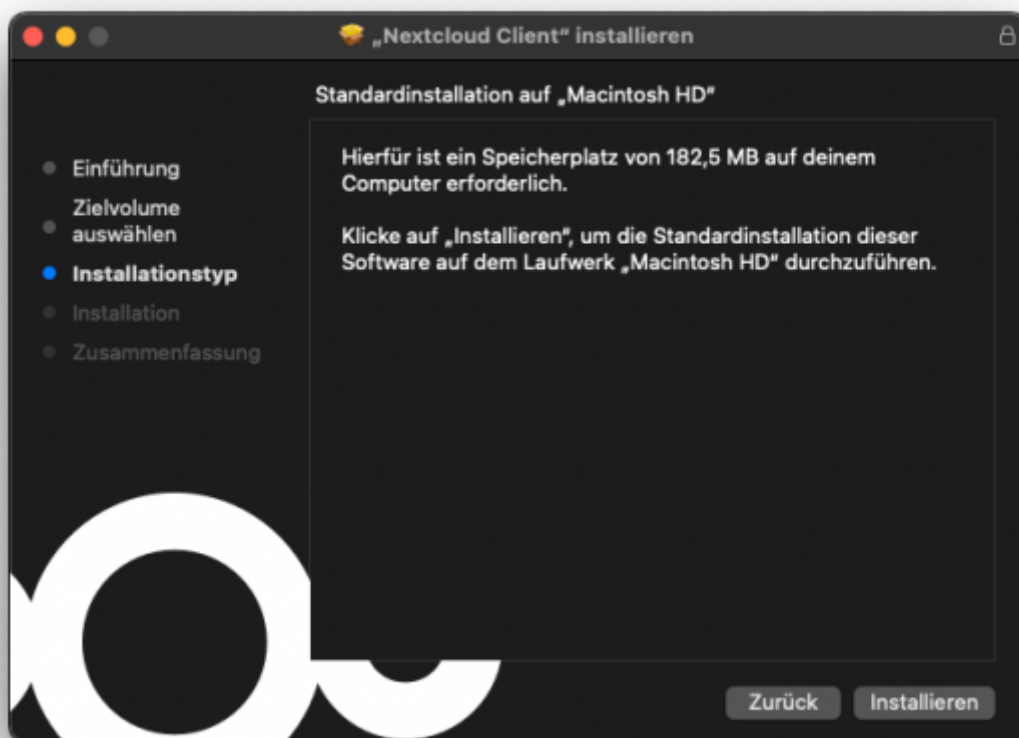 „Nextcloud Client“ installieren
Standardinstallation auf „Macintosh HD“
Einführung
Zielvolume
auswählen
Installationstyp
Installation
Zusammenfassung
Hierfür ist ein Speicherplatz von 182,5 MB auf deinem
Computer erforderlich.
Klicke auf „Installieren“, um die Standardinstallation dieser
Software auf dem Laufwerk „Macintosh HD“ durchzuführen.
Zurück
Installieren